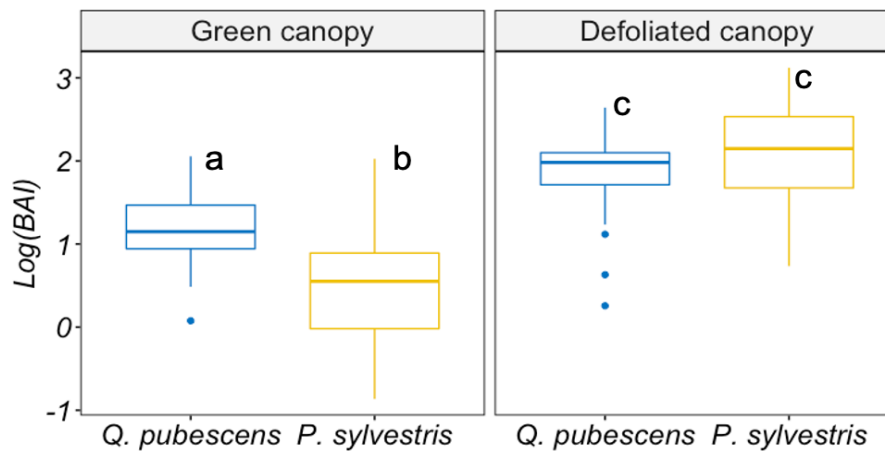 Green canopy
Defoliated canopy
Log(BAI)
3
2
1
0
-1
a
b
c
c
Q. pubescens
P. sylvestris
Q. pubescens
P. sylvestris